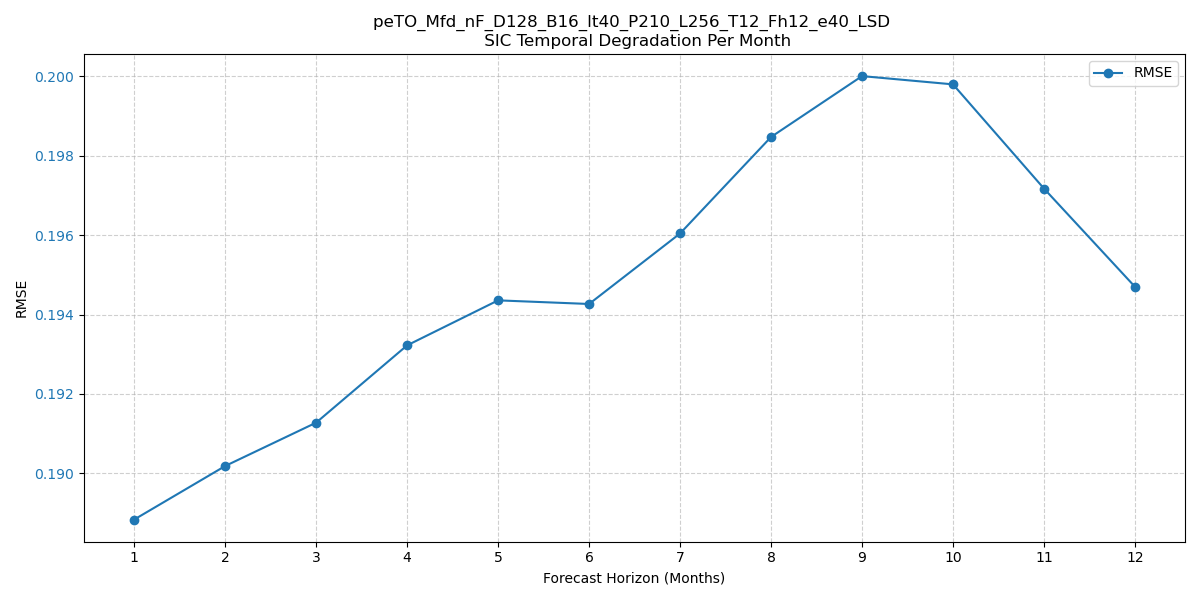 peTO_Mfd_nF_D128_B16_lt40_P210_L256_T12_Fh12_e40_LSD
SIC Temporal Degradation Per Month
RMSE
0.200
0.198
0.196
0.194
0.192
0.190
RMSE
1 2 3 4 5 6 7 8 9 10 11 12
Forecast Horizon (Months)